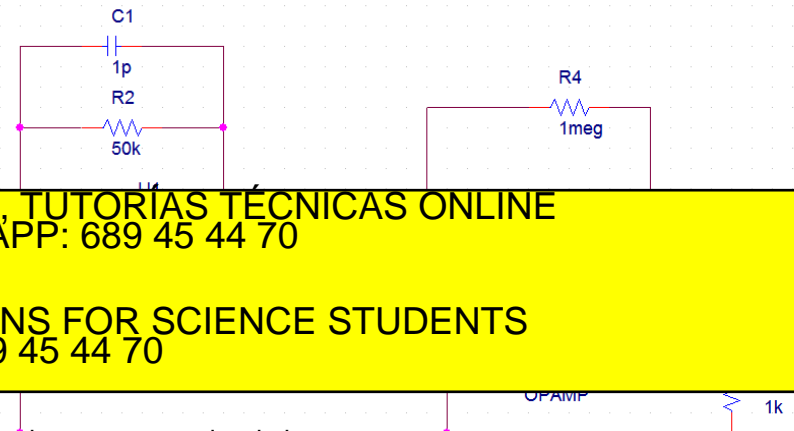 C1
1p
R2
50k
R4
1meg
, TUTORÍAS TÉCNICAS ONLINE
APP: 689 45 44 70
NS FOR SCIENCE STUDENTS
9 45 44 70
OPAMP
1k